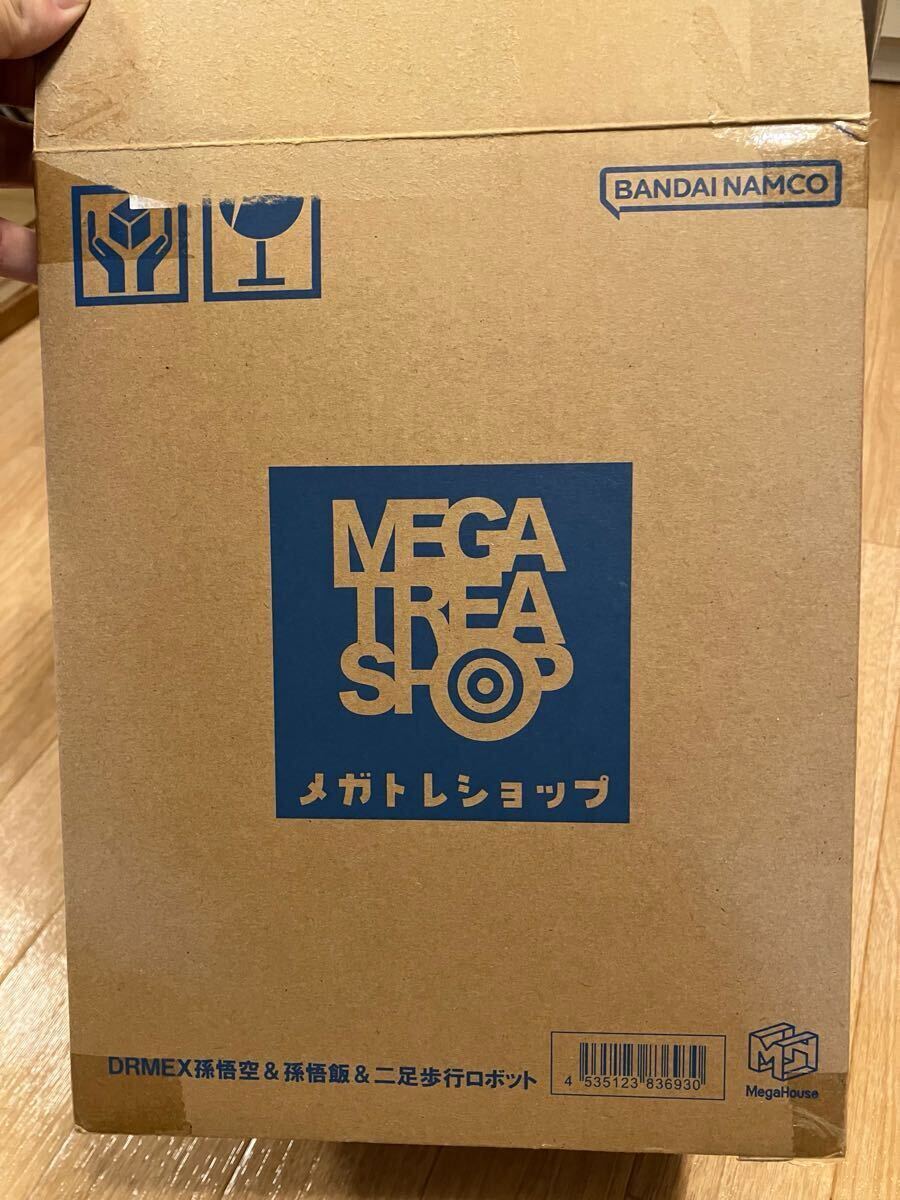 BANDAI NAMCO
MEGA
TREA
SHOP
メガトレショップ
DRMEX孫悟空＆孫悟飯＆二足歩行ロボット
4 535123 836930
MegaHouse